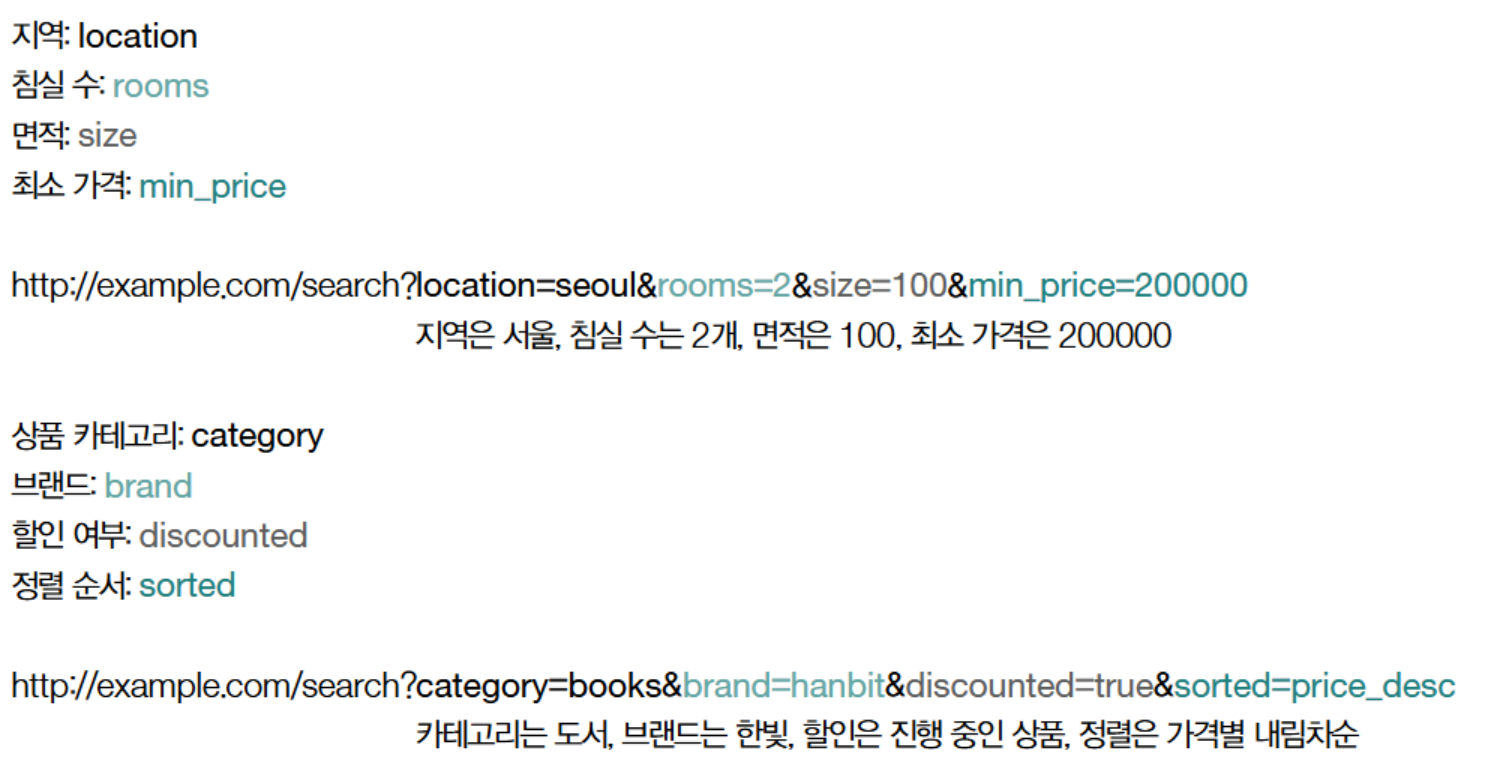 지역: location
침실 수: rooms
면적: size
최소 가격: min_price
http://example.com/search?location=seoul&rooms=2&size=100&min_price=200000
지역은 서울, 침실 수는 2개, 면적은 100, 최소 가격은 200000
상품 카테고리: category
브랜드: brand
할인 여부: discounted
정렬 순서: sorted
http://example.com/search?category=books&brand=hanbit&discounted=true&sorted=price_desc
카테고리는 도서, 브랜드는 한빛, 할인은 진행 중인 상품, 정렬은 가격별 내림차순